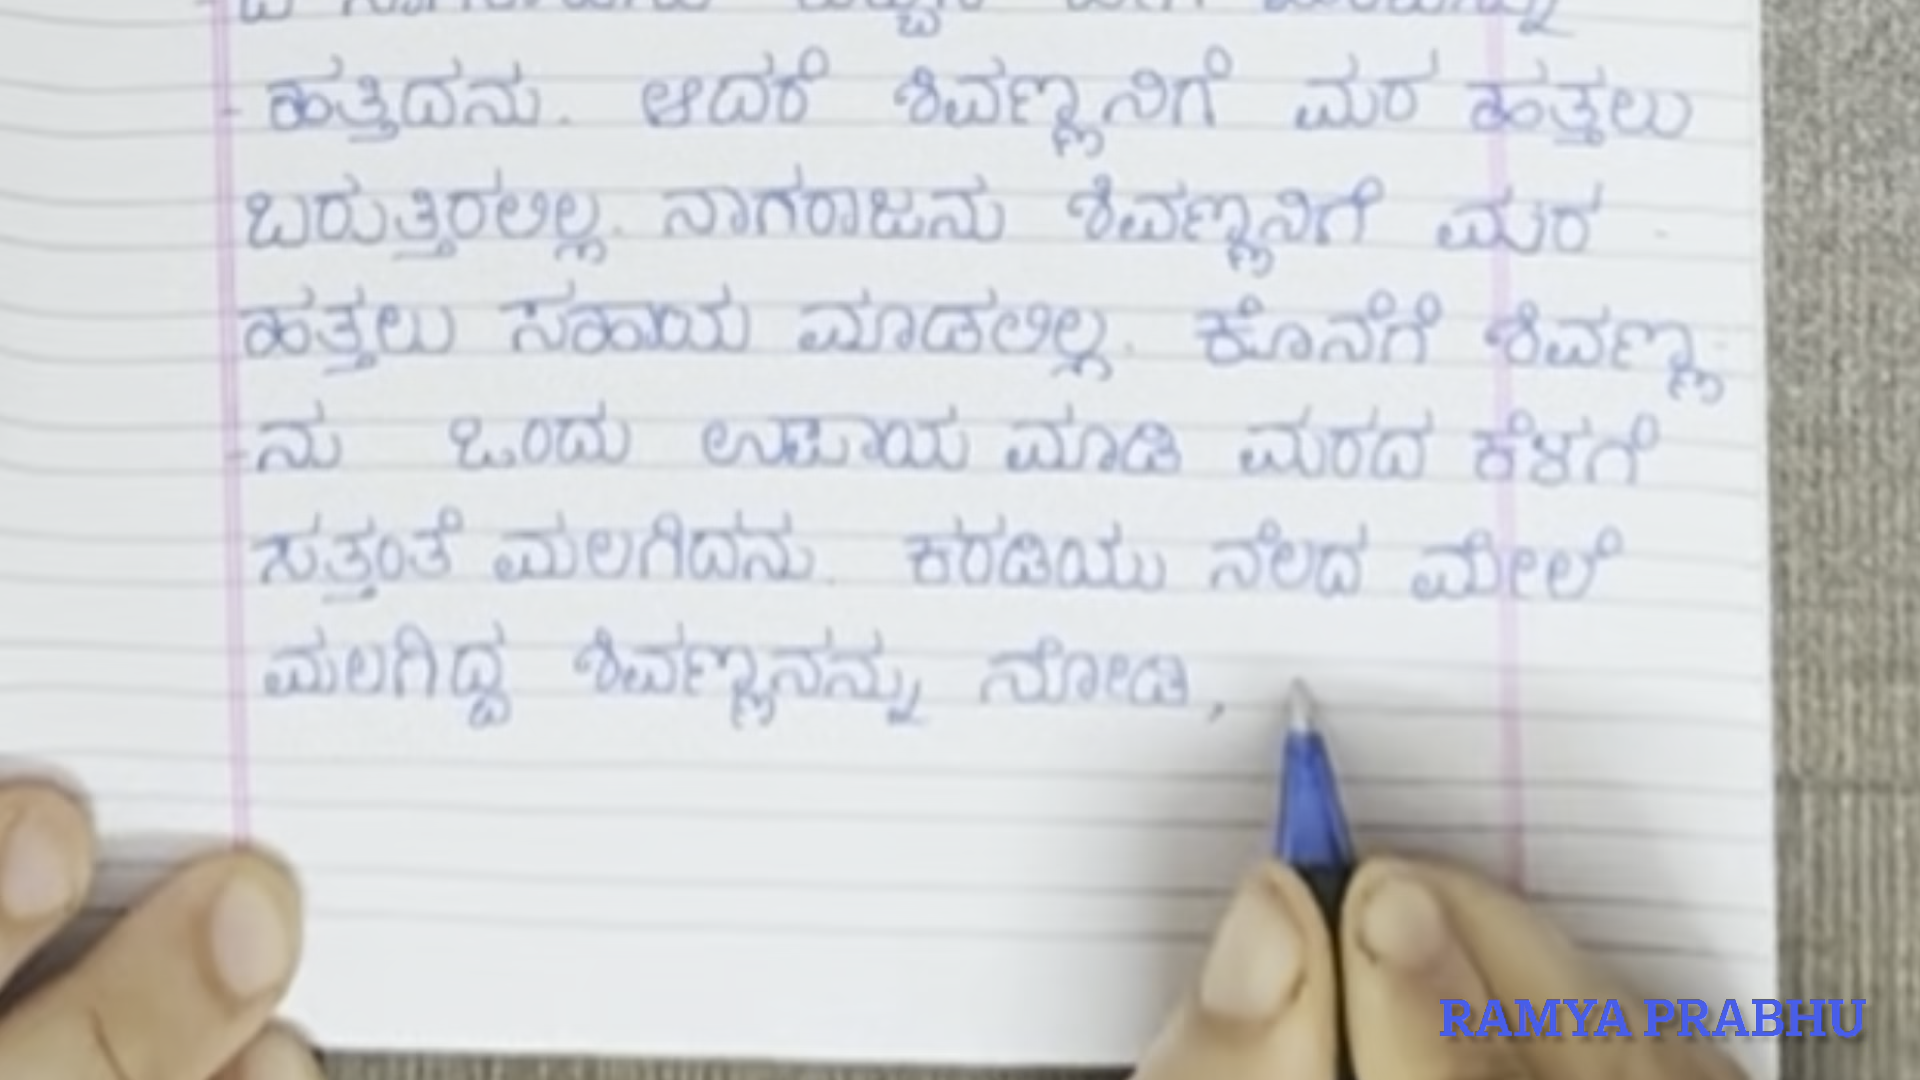 ಹತ್ತಿದನು. ಆದರೆ ಶಿವಣ್ಣನಿಗೆ ಮರ ಹತ್ತಲು
ಬರುತ್ತಿರಲಿಲ್ಲ. ನಾಗರಾಜನು ಶಿವಣ್ಣನಿಗೆ ಮರ
ಹತ್ತಲು ಸಹಾಯ ಮಾಡಲಿಲ್ಲ. ಕೊನೆಗೆ ಶಿವಣ್ಣ
ನು ಒಂದು ಉಪಾಯ ಮಾಡಿ ಮರದ ಕೆಳಗೆ
ಸತ್ತಂತೆ ಮಲಗಿದನು. ಕರಡಿಯು ನೆಲದ ಮೇಲೆ
ಮಲಗಿದ್ದ ಶಿವಣ್ಣನನ್ನು ನೋಡಿ,
RAMYA PRABHU